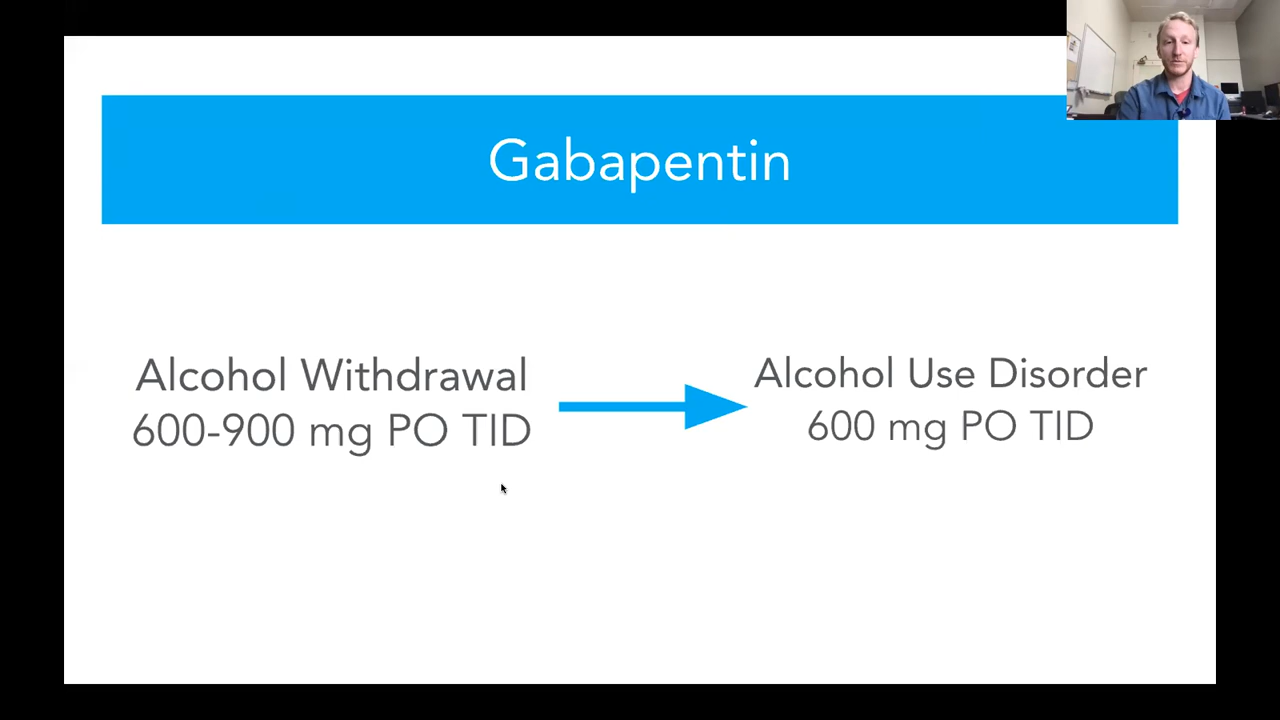 Gabapentin
Alcohol Withdrawal
600-900 mg PO TID
Alcohol Use Disorder
600 mg PO TID